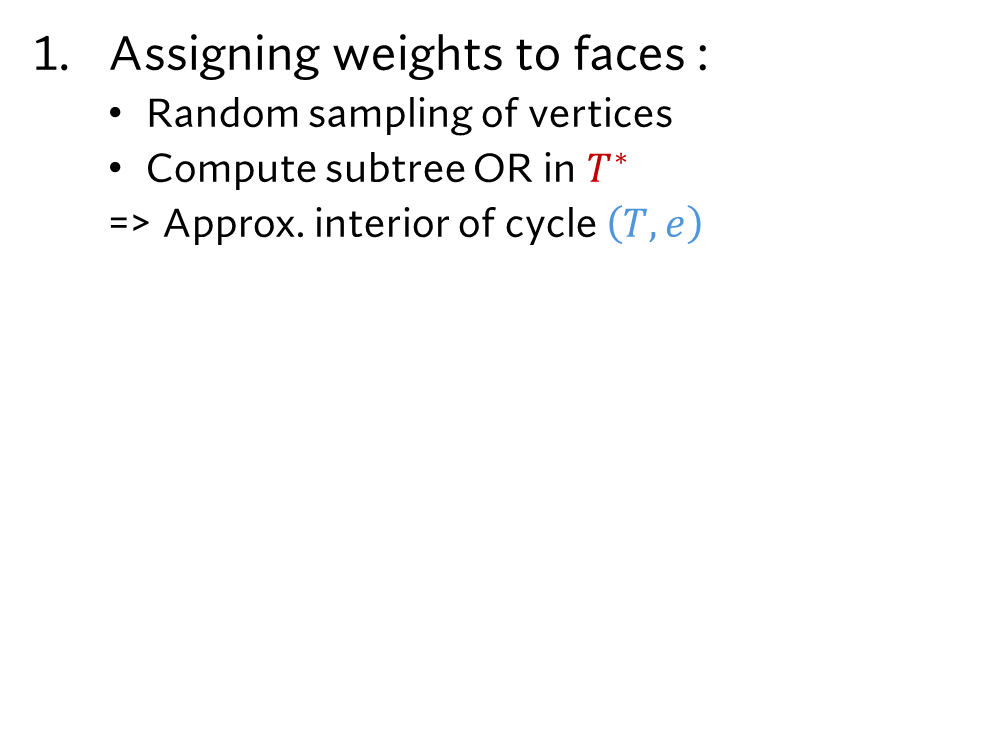 1. Assigning weights to faces :
• Random sampling of vertices
• Compute subtree OR in T*
=> Approx. interior of cycle (T, e)